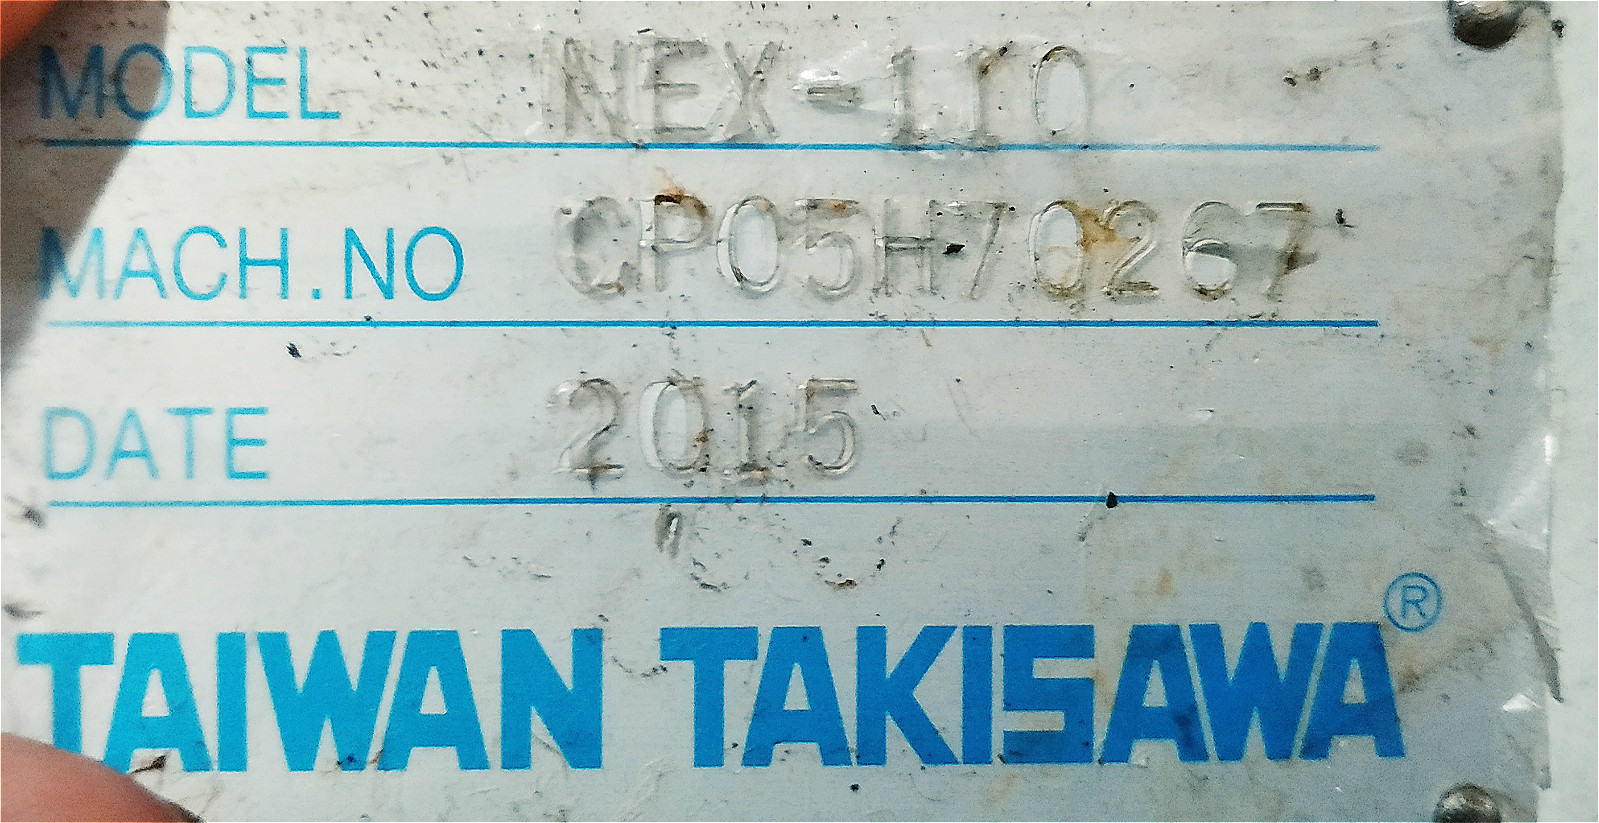 MODEL NEX-110
MACH.NO CP05H70267
DATE 2015
TAIWAN TAKISAWA®